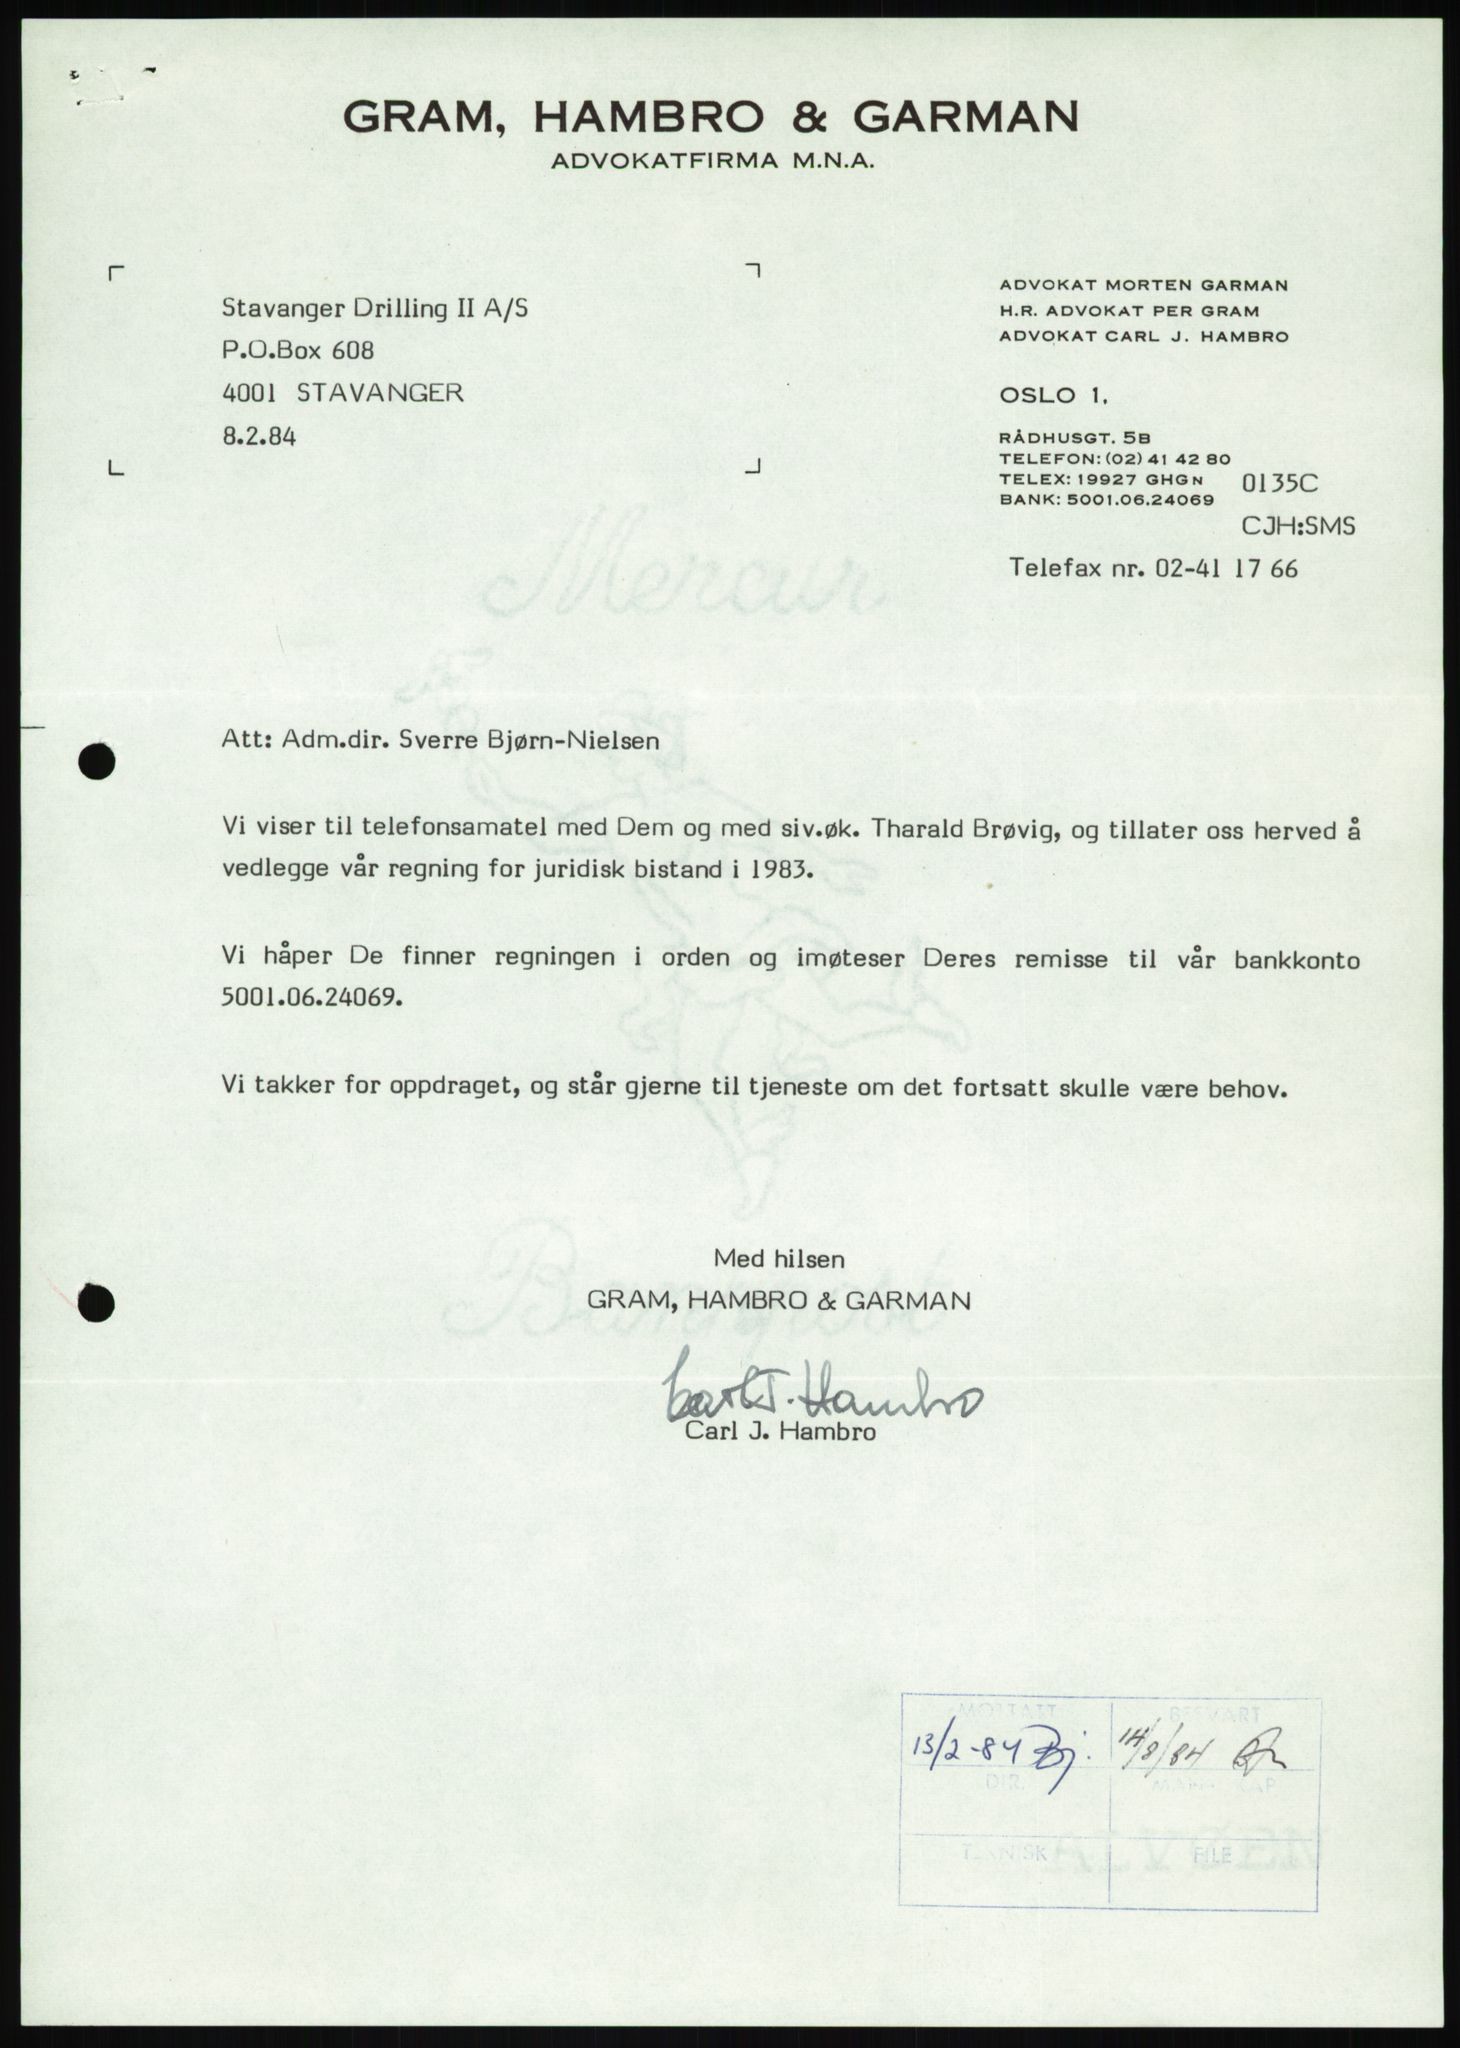 GRAM, HAMBRO & GARMAN
ADVOKATFIRMA M.N.A.
Stavanger Drilling II A/S
P.O.Box 608
4001 STAVANGER
8.2.84
ADVOKAT MORTEN GARMAN
H.R. ADVOKAT PER GRAM
ADVOKAT CARL J. HAMBRO
OSLO 1,
RÅDHUSGT. 5B
TELEFON: (02) 41 42 80
TELEX: 19927 GHGN
BANK: 5001.06.24069
0135C
CJH:SMS
Telefax nr. 02-41 17 66
Mercur
Att: Adm.dir. Sverre Bjørn-Nielsen
Vi viser til telefonsamatel med Dem og med siv.øk. Tharald Brøvig, og tillater oss herved å
vedlegge vår regning for juridisk bistand i 1983.
Vi håper De finner regningen i orden og imøteser Deres remisse til vår bankkonto
5001.06.24069.
Vi takker for oppdraget, og står gjerne til tjeneste om det fortsatt skulle være behov.
Med hilsen
GRAM, HAMBRO & GARMAN
Bancpost
Carl J. Hambro
Carl J. Hambro
MOTTATT
BESVART
13/2-84 Bj.
14/8/84
DIR.
TEKNISK
FILE
ALVØEN